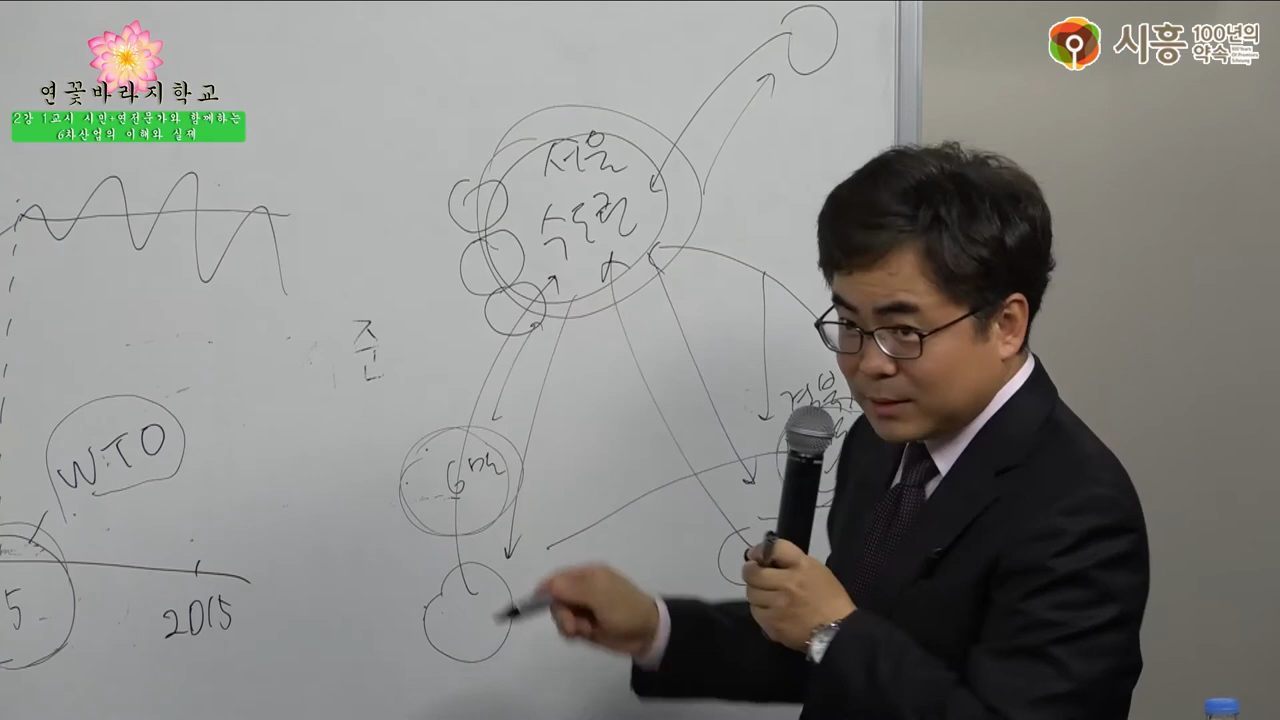 연꽃바라지학교
2강 1교시 시민+연전문가와 함께하는
6차산업의 이해와 실제
시흥 100년의
약속
서울
수도권
준
WTO
5
2015